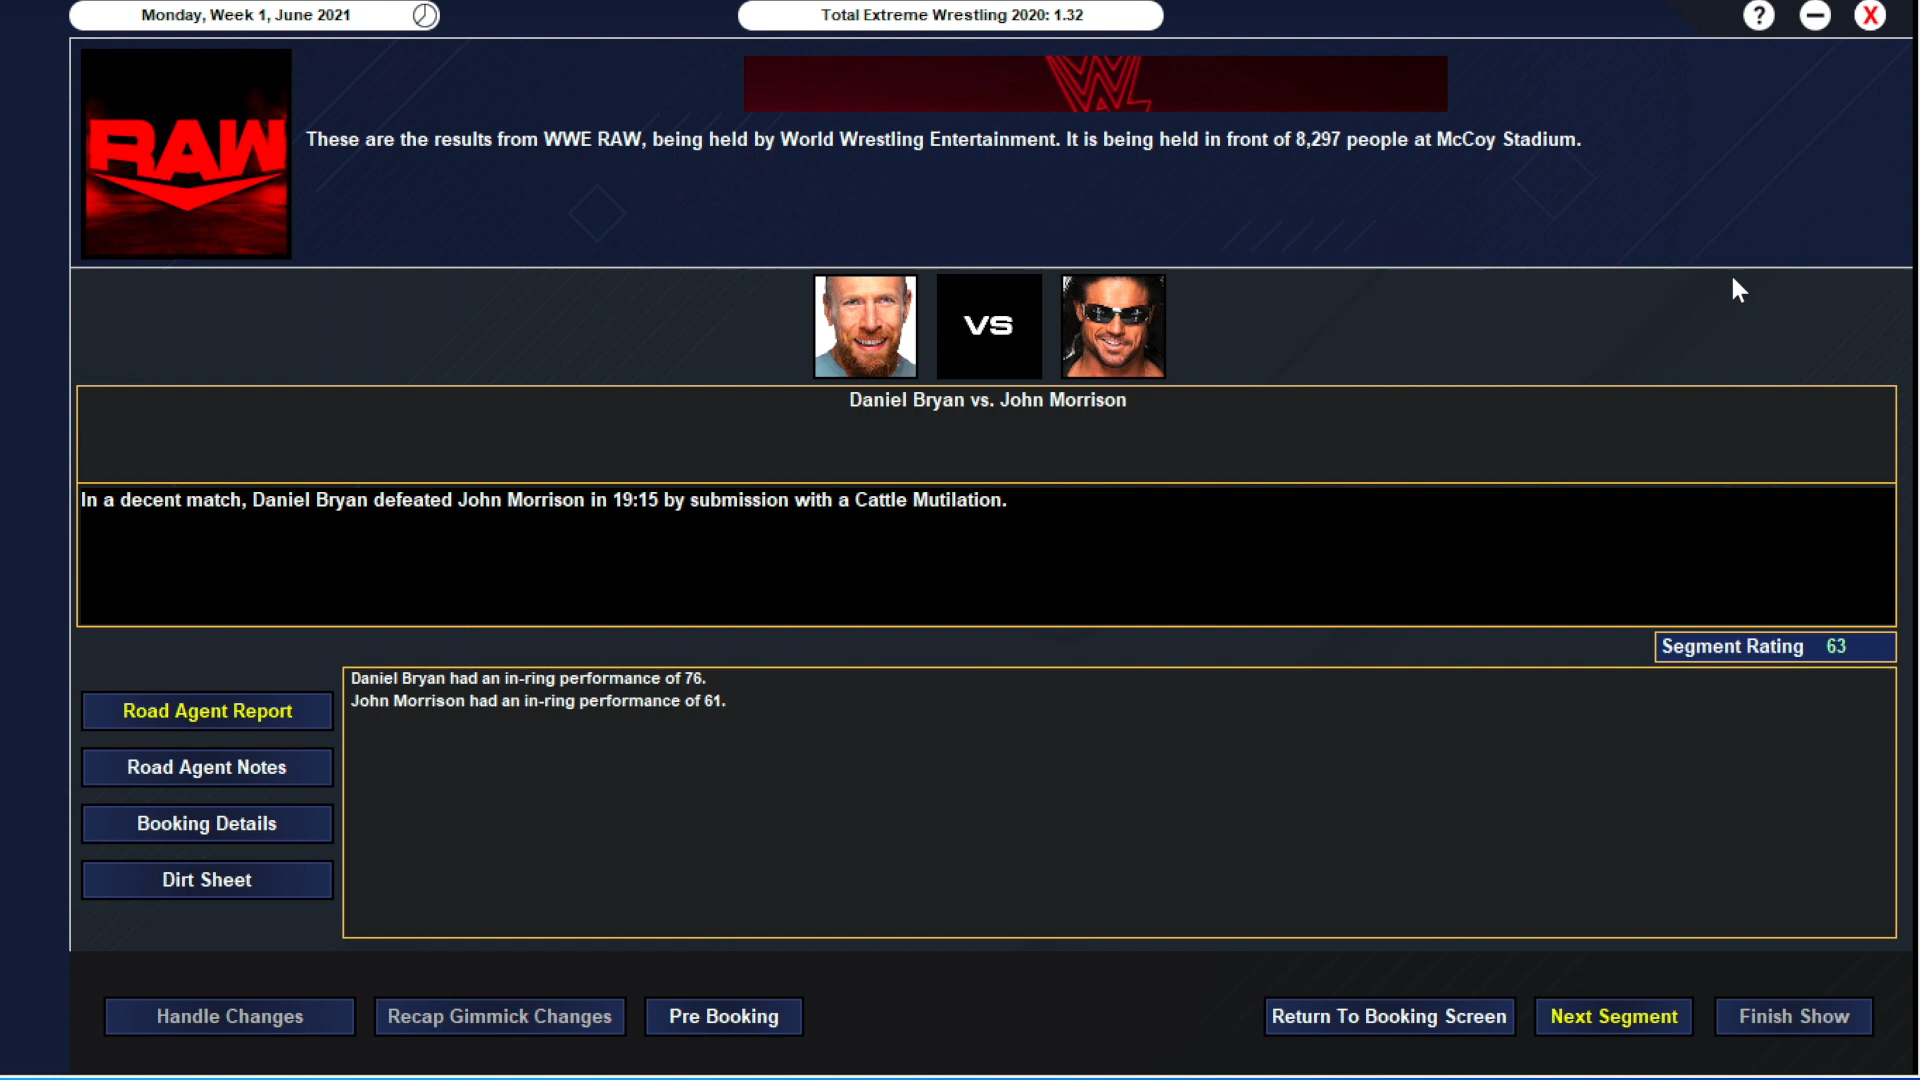 Monday, Week 1, June 2021
Total Extreme Wrestling 2020: 1.32
?
X
RAW
These are the results from WWE RAW, being held by World Wrestling Entertainment. It is being held in front of 8,297 people at McCoy Stadium.
VS
Daniel Bryan vs. John Morrison
In a decent match, Daniel Bryan defeated John Morrison in 19:15 by submission with a Cattle Mutilation.
Segment Rating 63
Daniel Bryan had an in-ring performance of 76.
John Morrison had an in-ring performance of 61.
Road Agent Report
Road Agent Notes
Booking Details
Dirt Sheet
Handle Changes
Recap Gimmick Changes
Pre Booking
Return To Booking Screen
Next Segment
Finish Show